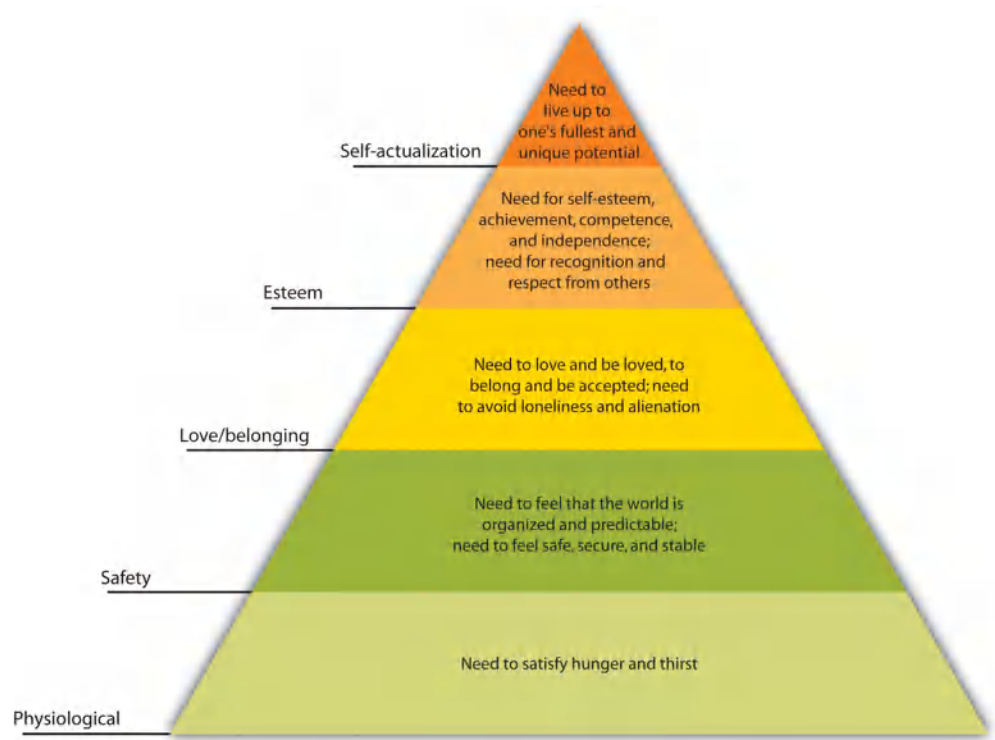 Need to
live up to
one's fullest and
unique potential
Self-actualization
Need for self-esteem,
achievement, competence,
and independence;
need for recognition and
respect from others
Esteem
Need to love and be loved, to
belong and be accepted; need
to avoid loneliness and alienation
Love/belonging
Need to feel that the world is
organized and predictable;
need to feel safe, secure, and stable
Safety
Need to satisfy hunger and thirst
Physiological